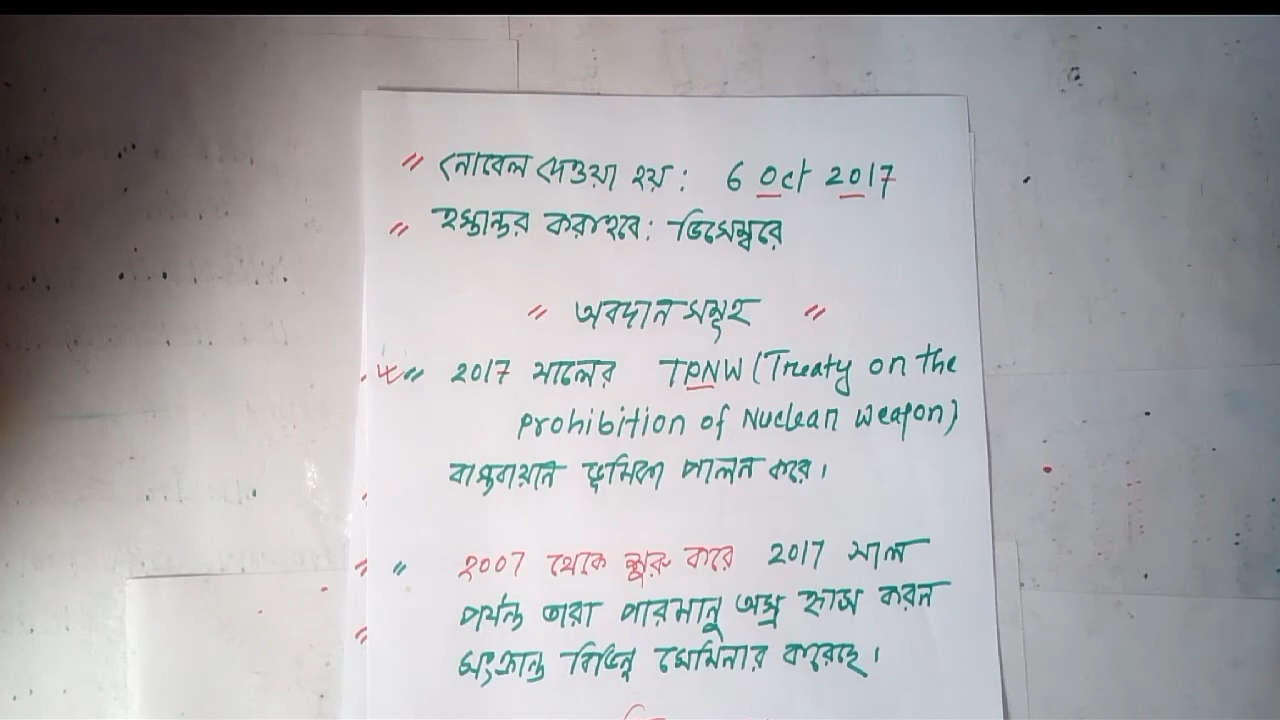 " নোবেল দেওয়া হয় : 6 Oct 2017
" হস্তান্তর করা হবে : ডিসেম্বরে
" অবদান সমূহ "
" 2017 সালের TPNW (Treaty on the
prohibition of Nuclear weapon)
বাস্তবায়নে ভূমিকা পালন করে।
" 2007 থেকে শুরু করে 2017 সাল
পর্যন্ত তারা পারমানু অস্ত্র হ্রাস করন
সংক্রান্ত বিভিন্ন সেমিনার করেছে।